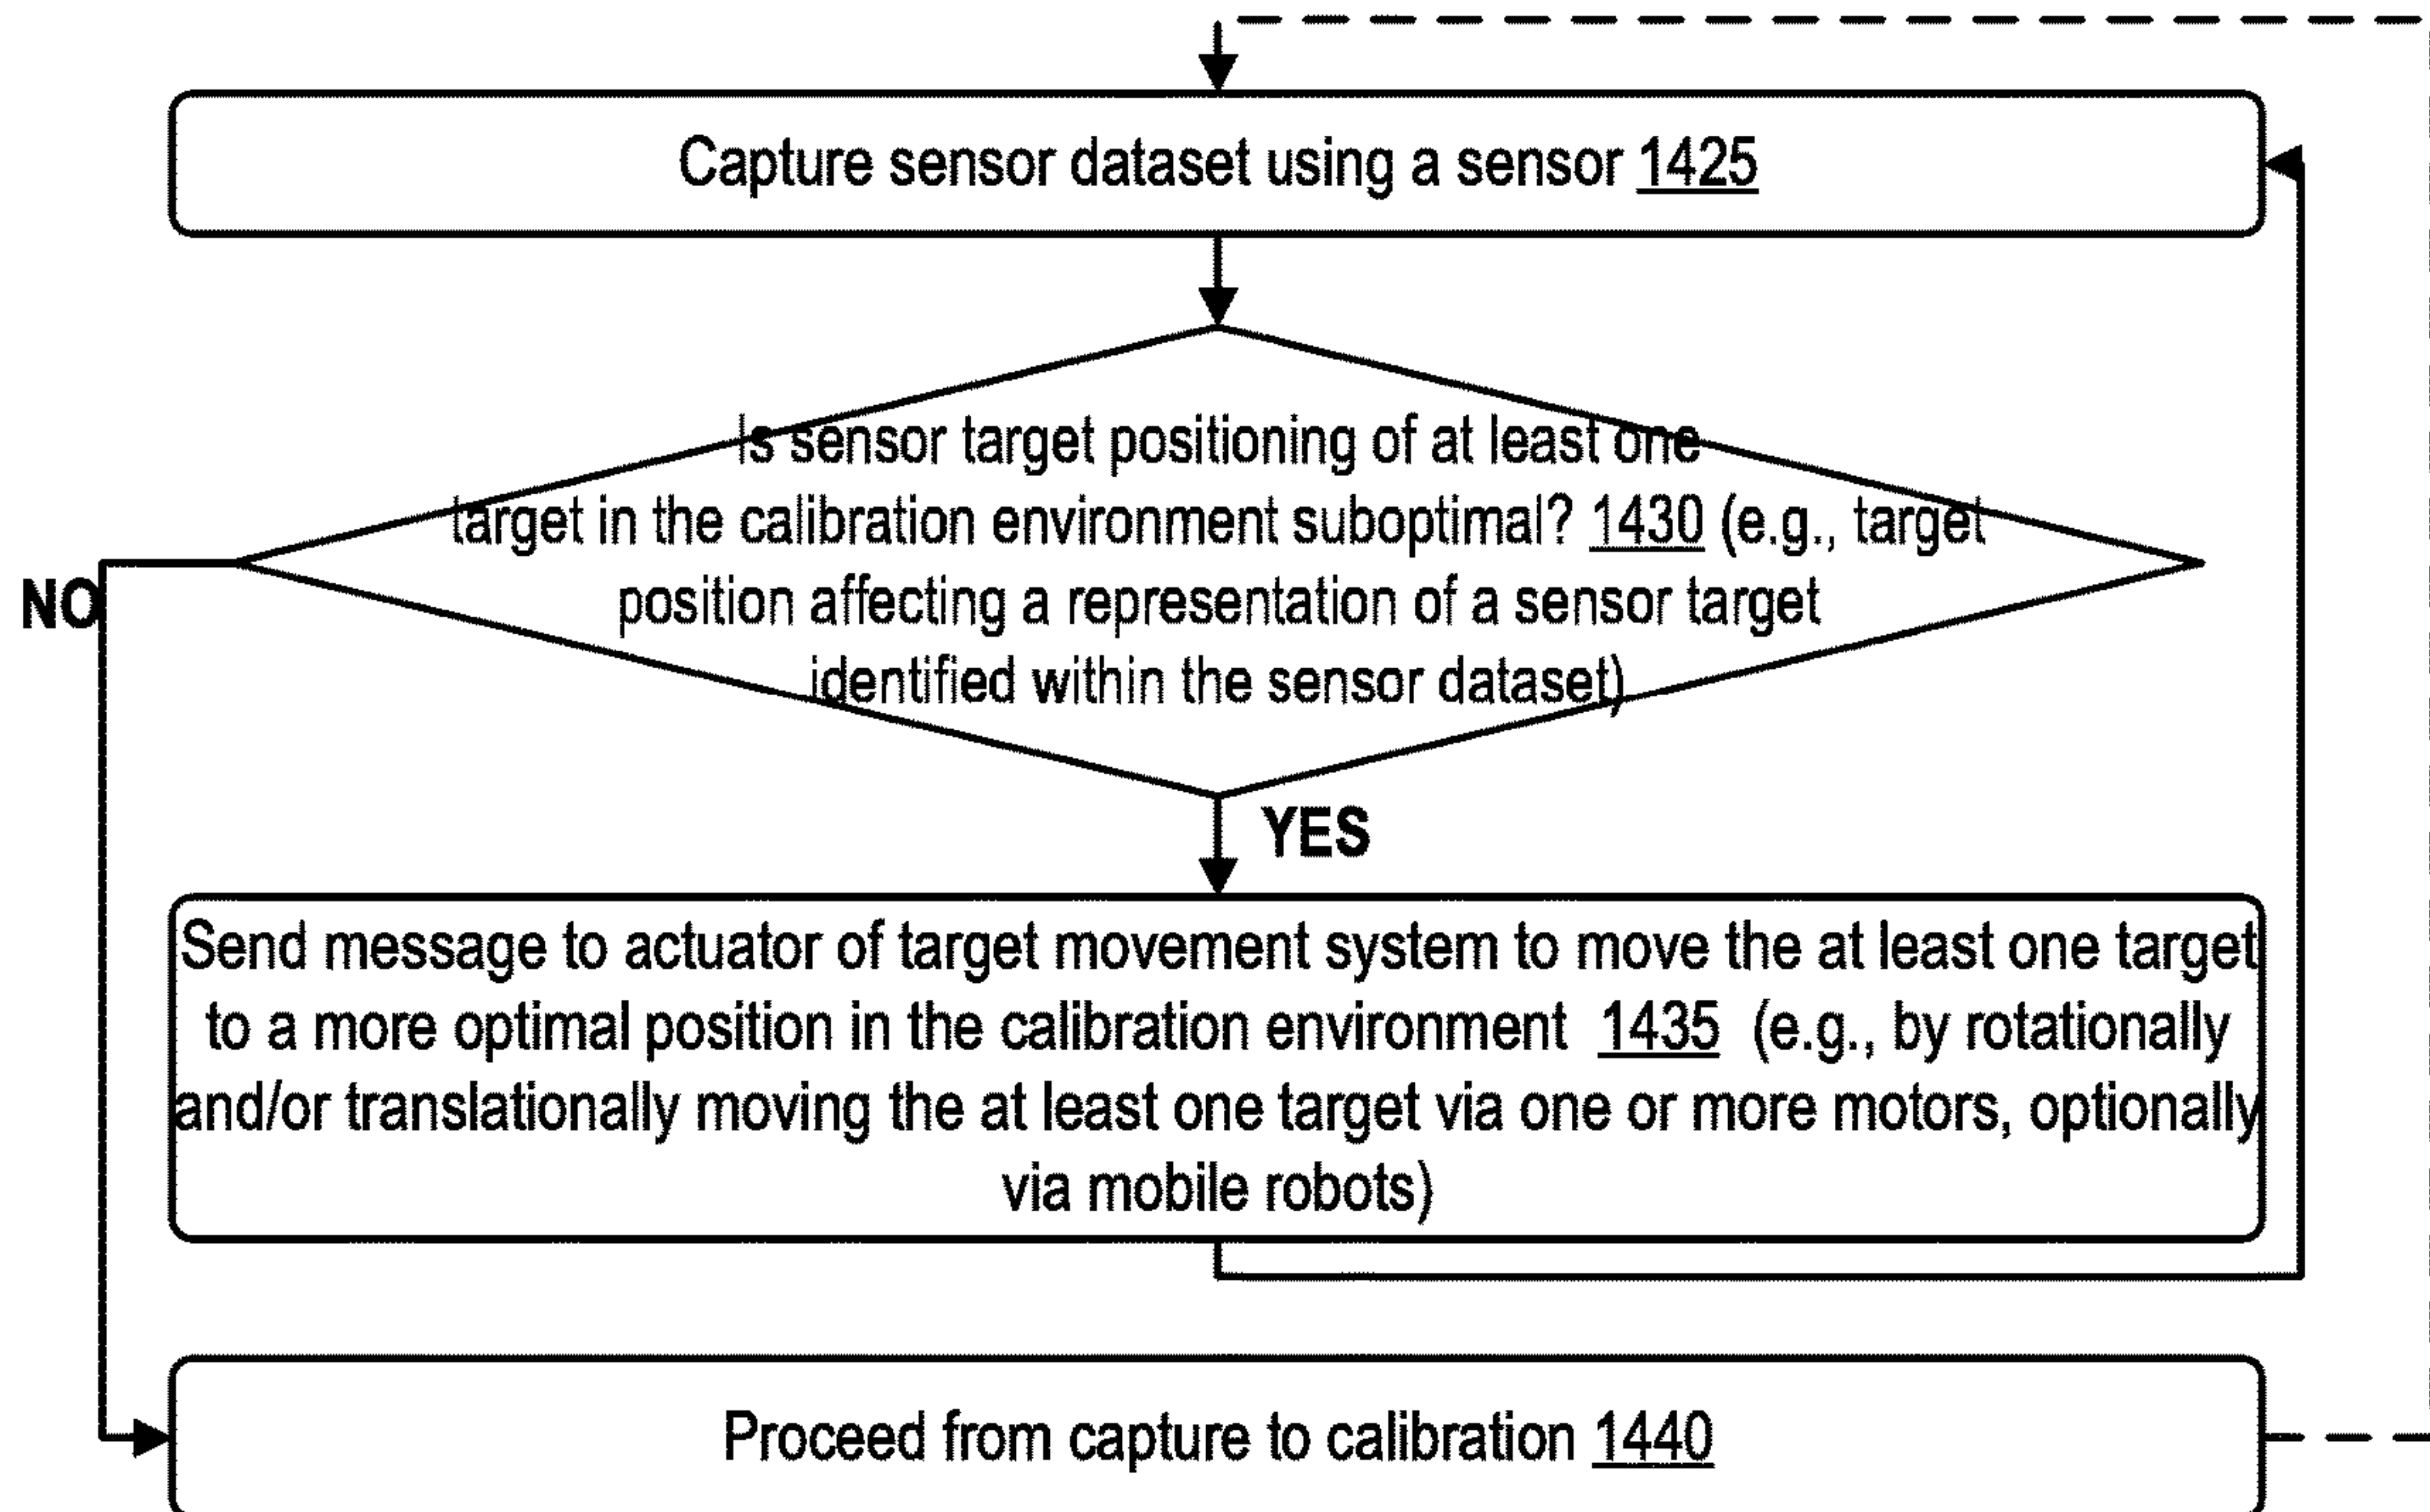 Capture sensor dataset using a sensor 1425
Is sensor target positioning of at least one
target in the calibration environment suboptimal? 1430 (e.g., target
position affecting a representation of a sensor target
identified within the sensor dataset)
NO
YES
Send message to actuator of target movement system to move the at least one target
to a more optimal position in the calibration environment 1435 (e.g., by rotationally
and/or translationally moving the at least one target via one or more motors, optionally
via mobile robots)
Proceed from capture to calibration 1440